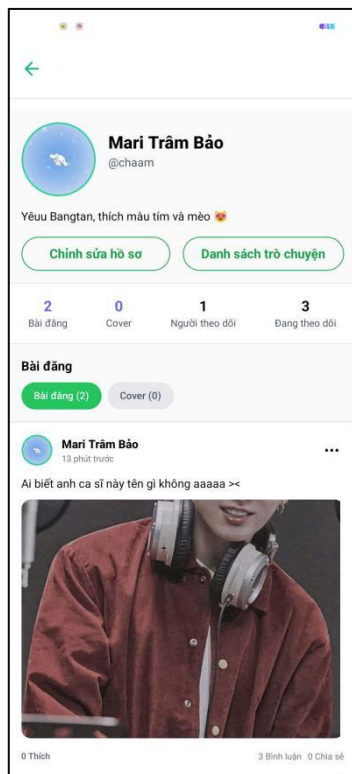 Mari Trâm Bảo
@chaam
Yêuu Bangtan, thích màu tím và mèo 😻
Chỉnh sửa hồ sơ Danh sách trò chuyện
2 0 1 3
Bài đăng Cover Người theo dõi Đang theo dõi
Bài đăng
Bài đăng (2) Cover (0)
Mari Trâm Bảo
13 phút trước
Ai biết anh ca sĩ này tên gì không aaaaa ><
0 Thích 3 Bình luận 0 Chia sẻ